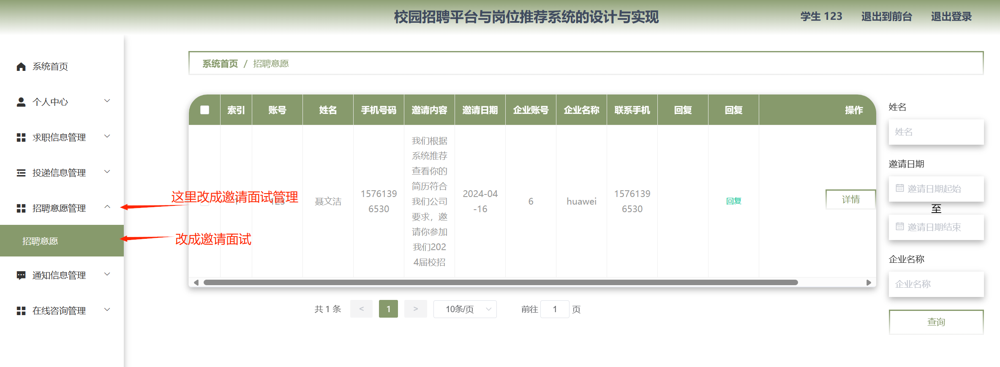 校园招聘平台与岗位推荐系统的设计与实现
学生 123
退出到前台
退出登录
系统首页
个人中心
求职信息管理
投递信息管理
招聘意愿管理
招聘意愿
通知信息管理
在线咨询管理
系统首页 / 招聘意愿
索引
账号
姓名
手机号码
邀请内容
邀请日期
企业账号
企业名称
联系手机
回复
回复
操作
1
123
聂文洁
1576139
6530
我们根据
系统推荐
查看你的
简历符合
我们公司
要求，邀
请你参加
我们202
4届校招
2024-04
-16
6
huawei
1576139
6530
回复
详情
这里改成邀请面试管理
改成邀请面试
共 1 条
<
1
>
10条/页
前往
1
页
姓名
姓名
邀请日期
邀请日期起始
至
邀请日期结束
企业名称
企业名称
查询